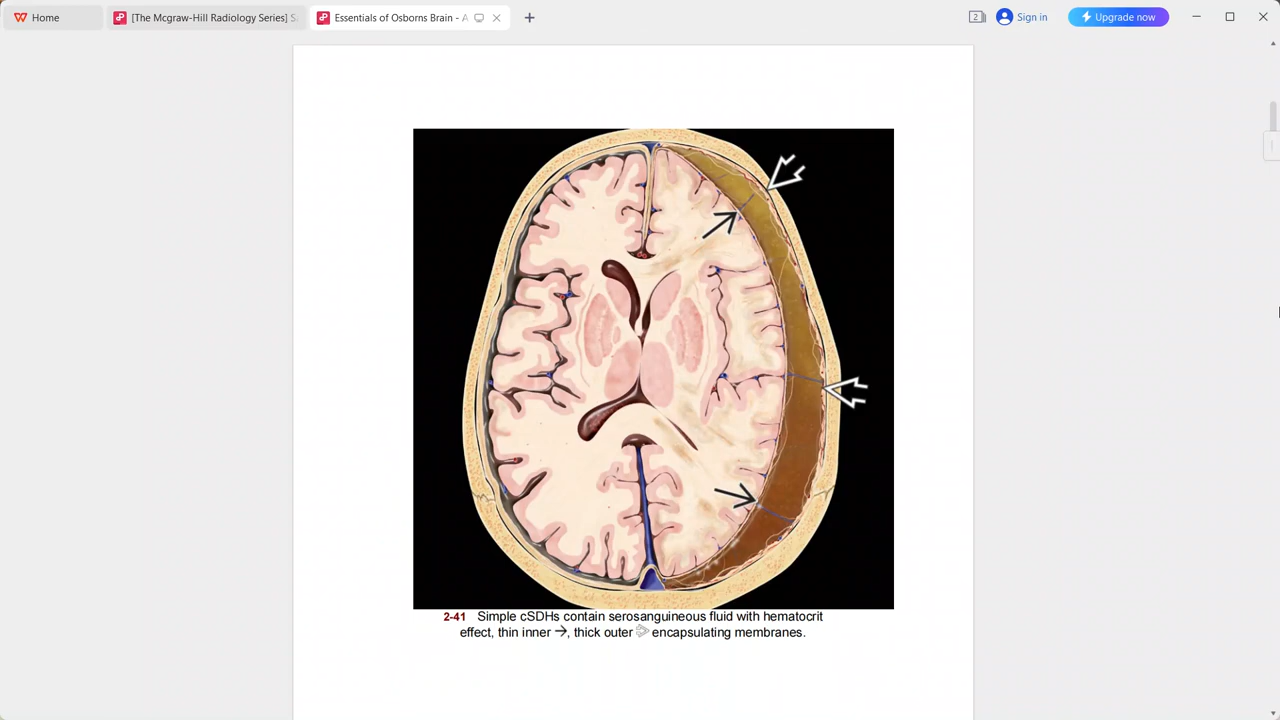 Home
[The Mcgraw-Hill Radiology Series] S
Essentials of Osborns Brain - A
2
Sign in
Upgrade now
2-41 Simple cSDHs contain serosanguineous fluid with hematocrit
effect, thin inner →, thick outer encapsulating membranes.